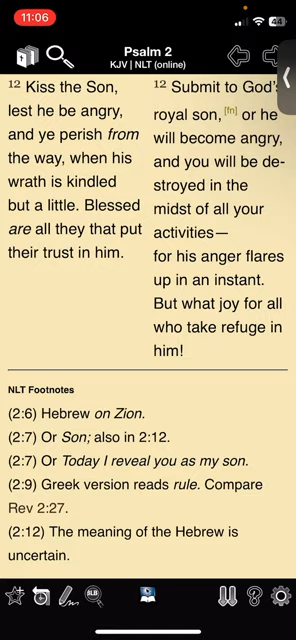 11:06
44
Psalm 2
KJV | NLT (online)
12 Kiss the Son,
lest he be angry,
and ye perish from
the way, when his
wrath is kindled
but a little. Blessed
are all they that put
their trust in him.
12 Submit to God's
royal son, [fn] or he
will become angry,
and you will be de-
stroyed in the
midst of all your
activities—
for his anger flares
up in an instant.
But what joy for all
who take refuge in
him!
NLT Footnotes
(2:6) Hebrew on Zion.
(2:7) Or Son; also in 2:12.
(2:7) Or Today I reveal you as my son.
(2:9) Greek version reads rule. Compare
Rev 2:27.
(2:12) The meaning of the Hebrew is
uncertain.
BLB